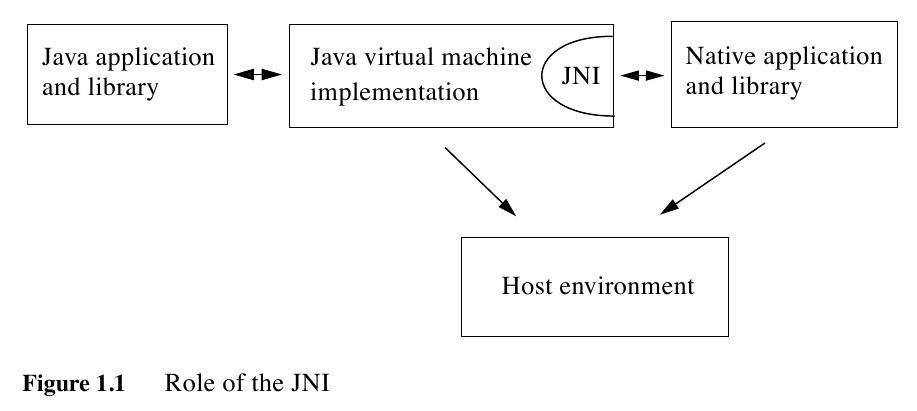 Java application
and library
Java virtual machine
implementation
JNI
Native application
and library
Host environment
Figure 1.1 Role of the JNI